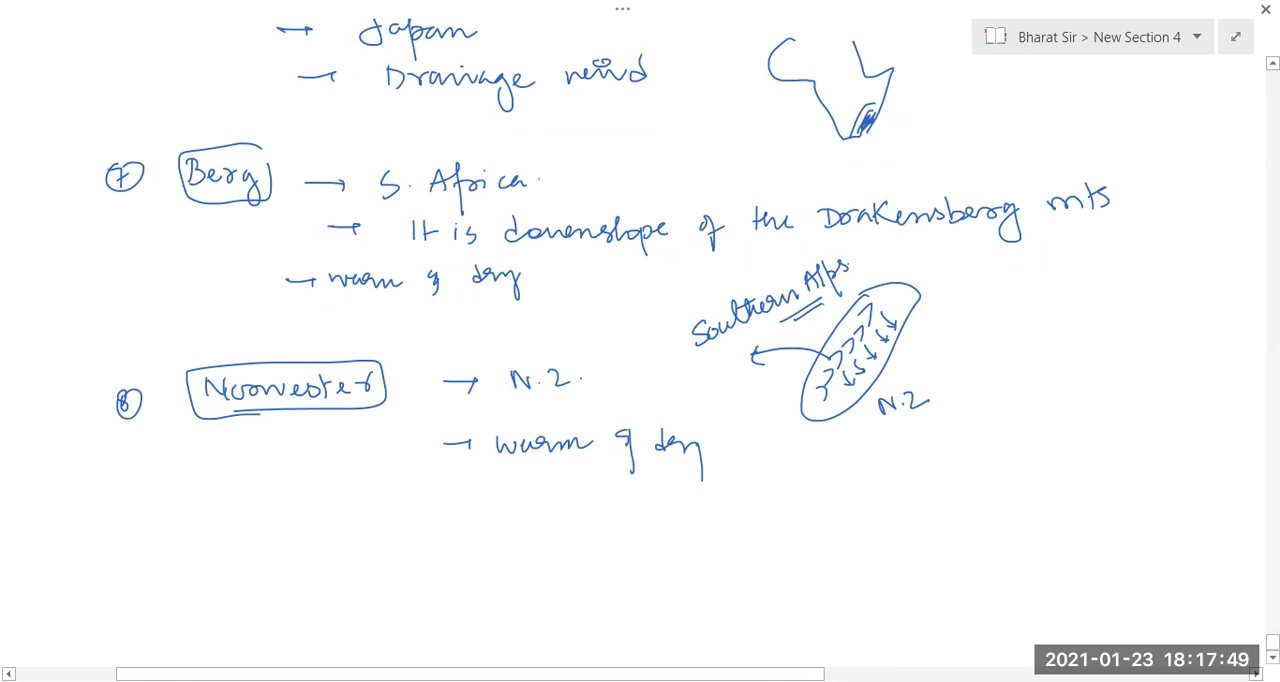 Bharat Sir > New Section 4
→ Japan
→ Drainage wind
⑦ Berg → S. Africa.
→ It is downslope of the Drakensberg mts
→ warm & dry
Southern Alps
⑧ Norwester → N.Z.
N.Z
→ warm & dry
2021-01-23 18:17:49